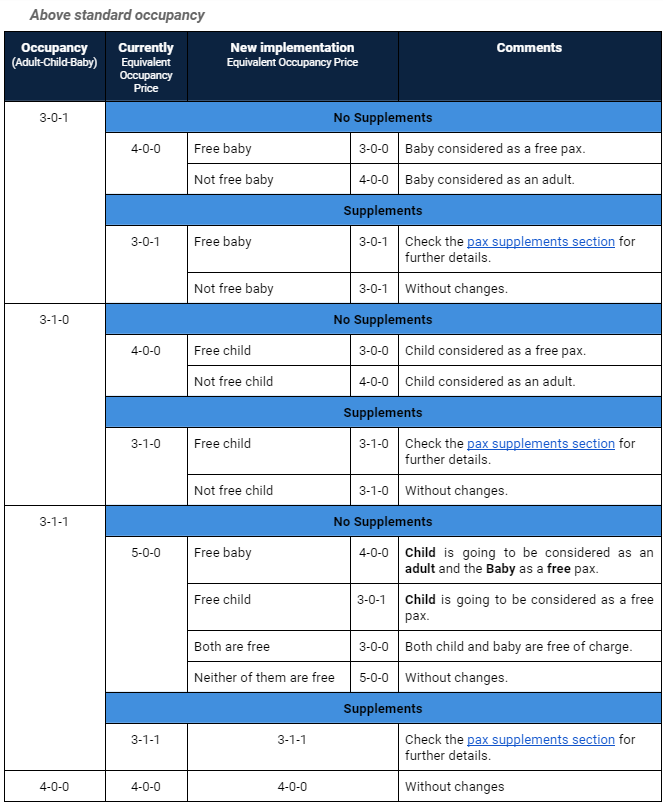 Above standard occupancy
Occupancy
(Adult-Child-Baby)
Currently
Equivalent
Occupancy
Price
New implementation
Equivalent Occupancy Price
Comments
3-0-1
No Supplements
4-0-0
Free baby
3-0-0
Baby considered as a free pax.
Not free baby
4-0-0
Baby considered as an adult.
Supplements
3-0-1
Free baby
3-0-1
Check the pax supplements section for
further details.
Not free baby
3-0-1
Without changes.
3-1-0
No Supplements
4-0-0
Free child
3-0-0
Child considered as a free pax.
Not free child
4-0-0
Child considered as an adult.
Supplements
3-1-0
Free child
3-1-0
Check the pax supplements section for
further details.
Not free child
3-1-0
Without changes.
3-1-1
No Supplements
5-0-0
Free baby
4-0-0
Child is going to be considered as an
adult and the Baby as a free pax.
Free child
3-0-1
Child is going to be considered as a free
pax.
Both are free
3-0-0
Both child and baby are free of charge.
Neither of them are free
5-0-0
Without changes.
Supplements
3-1-1
3-1-1
Check the pax supplements section for
further details.
4-0-0
4-0-0
4-0-0
Without changes